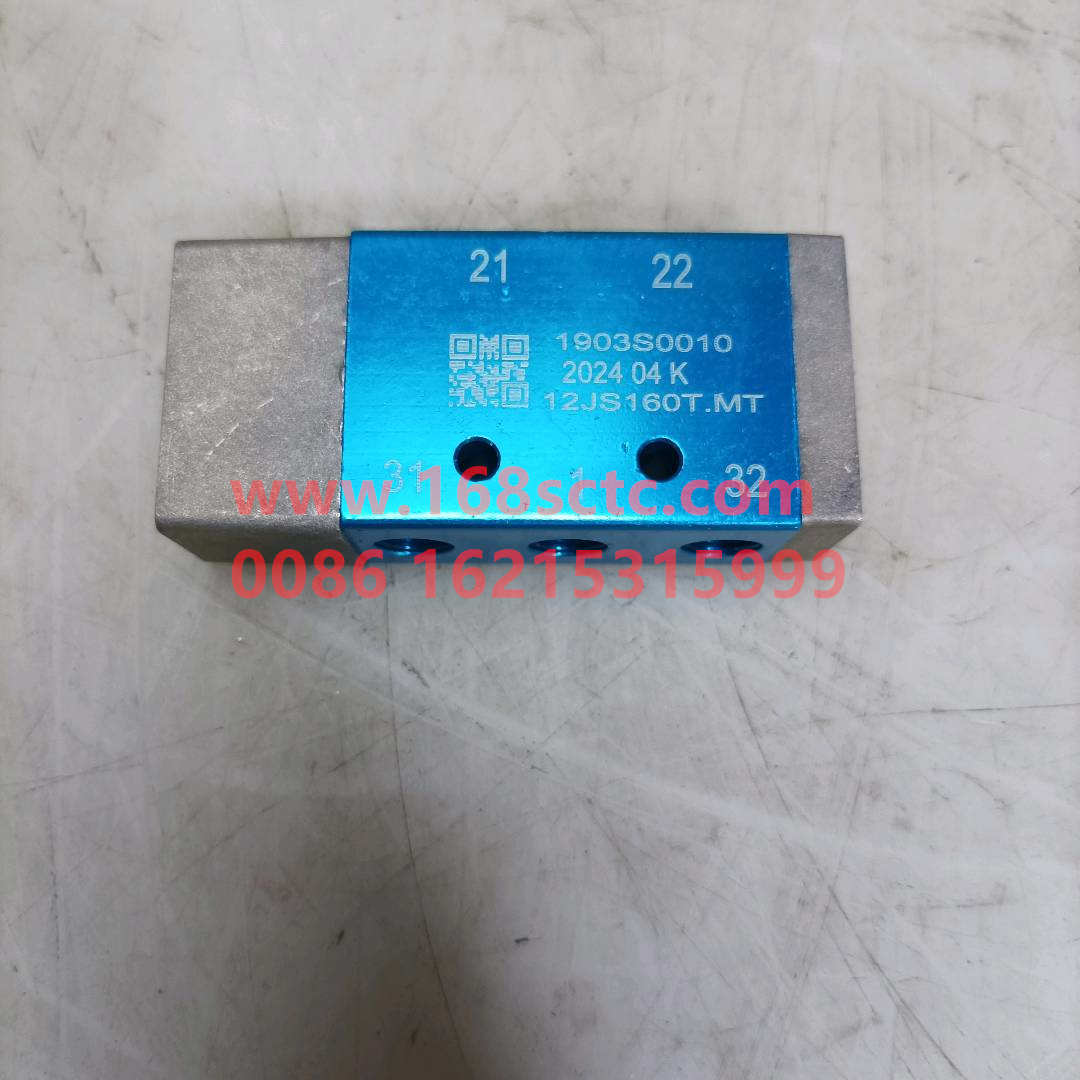 21 22
1903S0010
2024 04 K
12JS160T.MT
31 1 32
www.168sctc.com
0086 16215315999